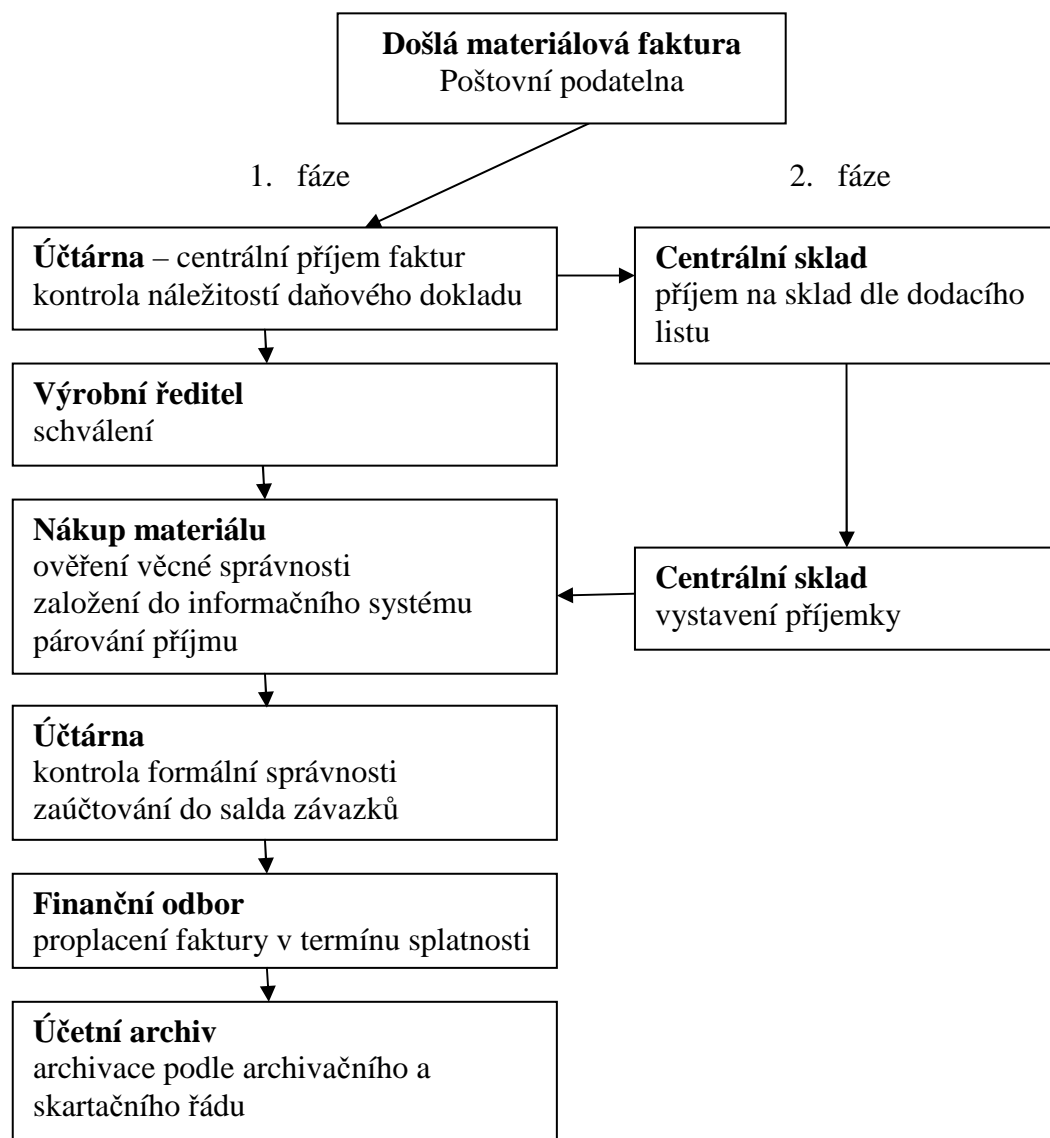 Došlá materiálová faktura
Poštovní podatelna
1. fáze
2. fáze
Účtárna – centrální příjem faktur
kontrola náležitostí daňového dokladu
Centrální sklad
příjem na sklad dle dodacího
listu
Výrobní ředitel
schválení
Nákup materiálu
ověření věcné správnosti
založení do informačního systému
párování příjmu
Centrální sklad
vystavení příjemky
Účtárna
kontrola formální správnosti
zaúčtování do salda závazků
Finanční odbor
proplacení faktury v termínu splatnosti
Účetní archiv
archivace podle archivačního a
skartačního řádu